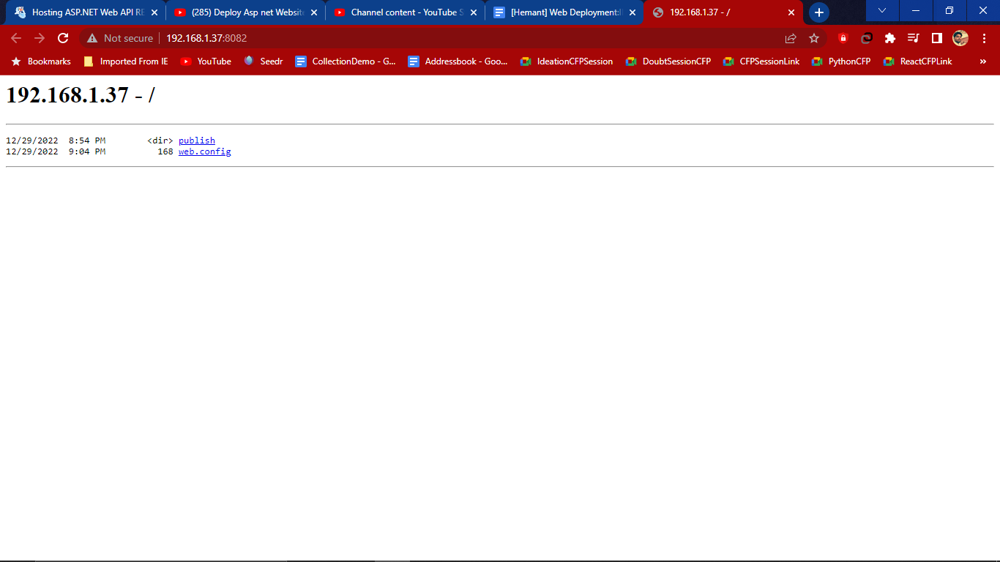 Hosting ASP.NET Web API RE
(285) Deploy Asp net Website
Channel content - YouTube S
[Hemant] Web Deployment:
192.168.1.37 - /
Not secure
192.168.1.37:8082
Bookmarks
Imported From IE
YouTube
Seedr
CollectionDemo - G...
Addressbook - Goo...
IdeationCFPSession
DoubtSessionCFP
CFPSessionLink
PythonCFP
ReactCFPLink
»
192.168.1.37 - /
12/29/2022 8:54 PM <dir> publish
12/29/2022 9:04 PM 168 web.config